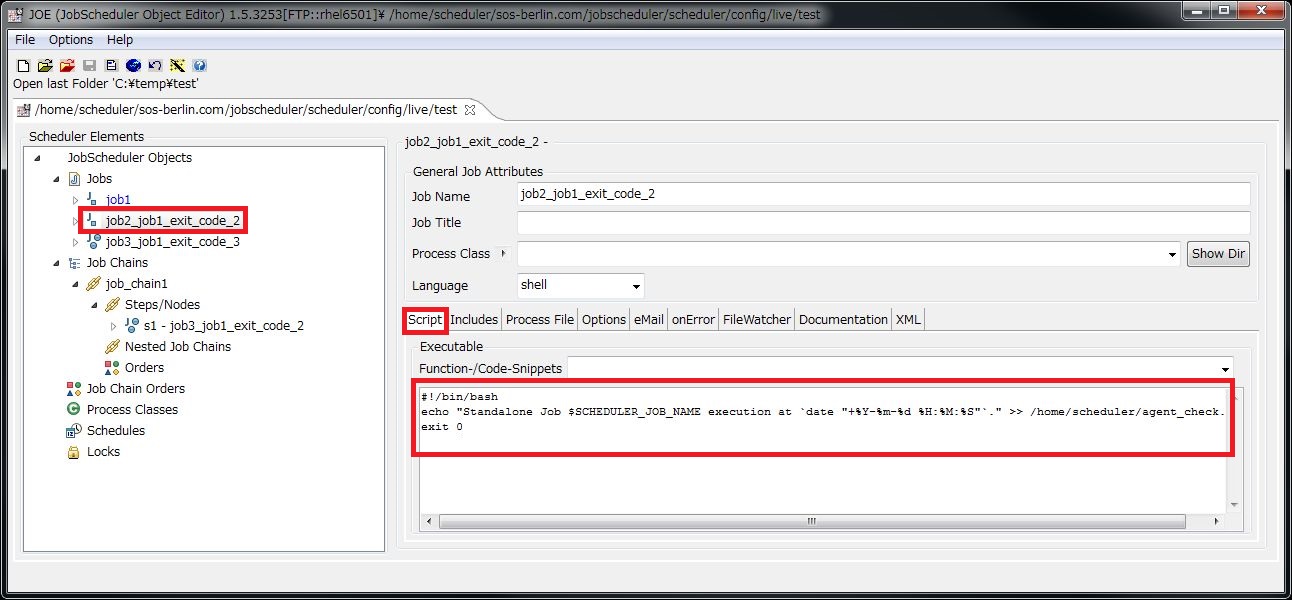 JOE (JobScheduler Object Editor) 1.5.3253[FTP::rhel6501]¥ /home/scheduler/sos-berlin.com/jobscheduler/scheduler/config/live/test
File Options Help
Open last Folder 'C:¥temp¥test'
/home/scheduler/sos-berlin.com/jobscheduler/scheduler/config/live/test
Scheduler Elements
JobScheduler Objects
Jobs
job1
job2_job1_exit_code_2
job3_job1_exit_code_3
Job Chains
job_chain1
Steps/Nodes
s1 - job3_job1_exit_code_2
Nested Job Chains
Orders
Job Chain Orders
Process Classes
Schedules
Locks
job2_job1_exit_code_2 -
General Job Attributes
Job Name job2_job1_exit_code_2
Job Title
Process Class Show Dir
Language shell
Script Includes Process File Options eMail onError FileWatcher Documentation XML
Executable
Function-/Code-Snippets
#!/bin/bash
echo "Standalone Job $SCHEDULER_JOB_NAME execution at `date "+%Y-%m-%d %H:%M:%S"`." >> /home/scheduler/agent_check.
exit 0